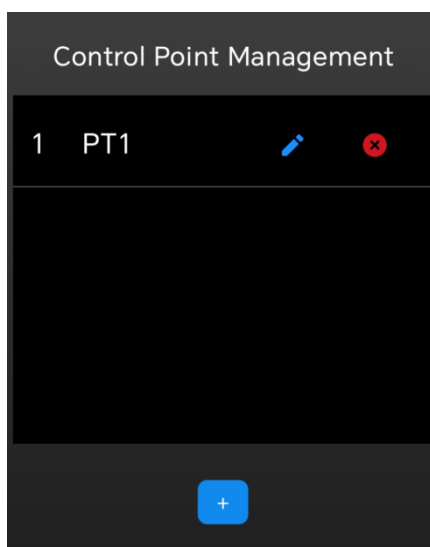 Control Point Management
1 PT1
+